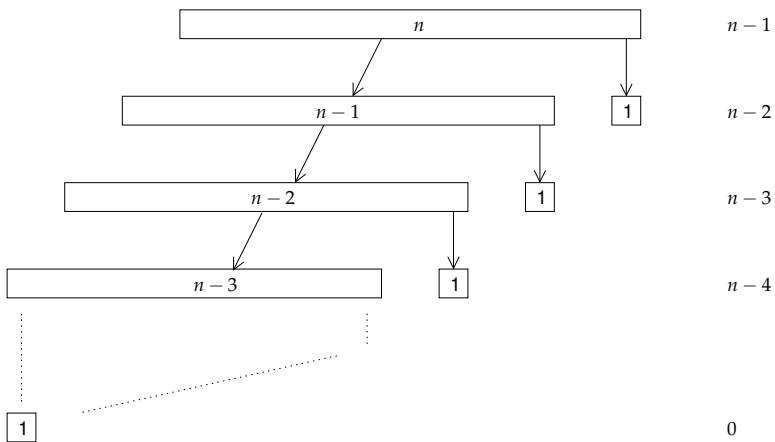 n n − 1
n − 1 1 n − 2
n − 2 1 n − 3
n − 3 1 n − 4
1 0